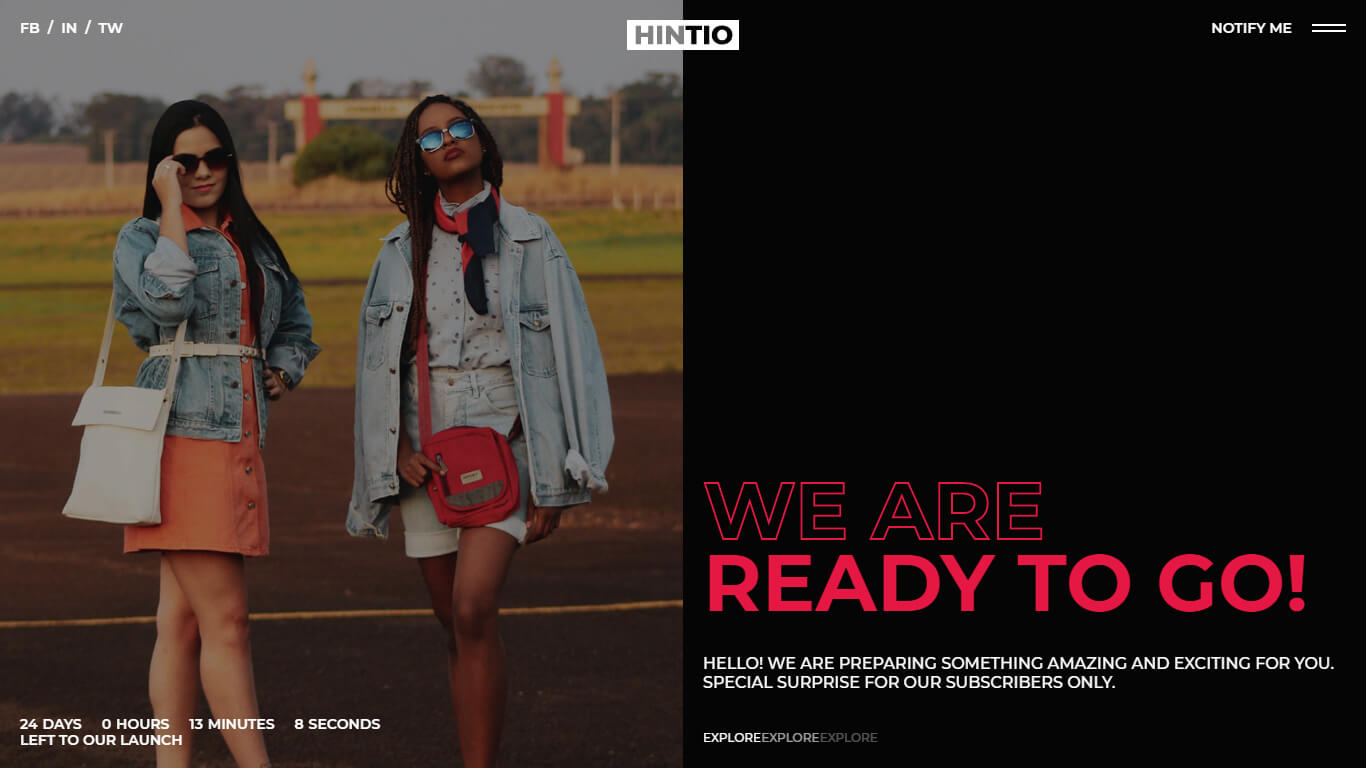 FB / IN / TW
HINTIO
NOTIFY ME
WE ARE
READY TO GO!
HELLO! WE ARE PREPARING SOMETHING AMAZING AND EXCITING FOR YOU.
SPECIAL SURPRISE FOR OUR SUBSCRIBERS ONLY.
24 DAYS 0 HOURS 13 MINUTES 8 SECONDS
LEFT TO OUR LAUNCH
EXPLOREEXPLOREEXPLORE